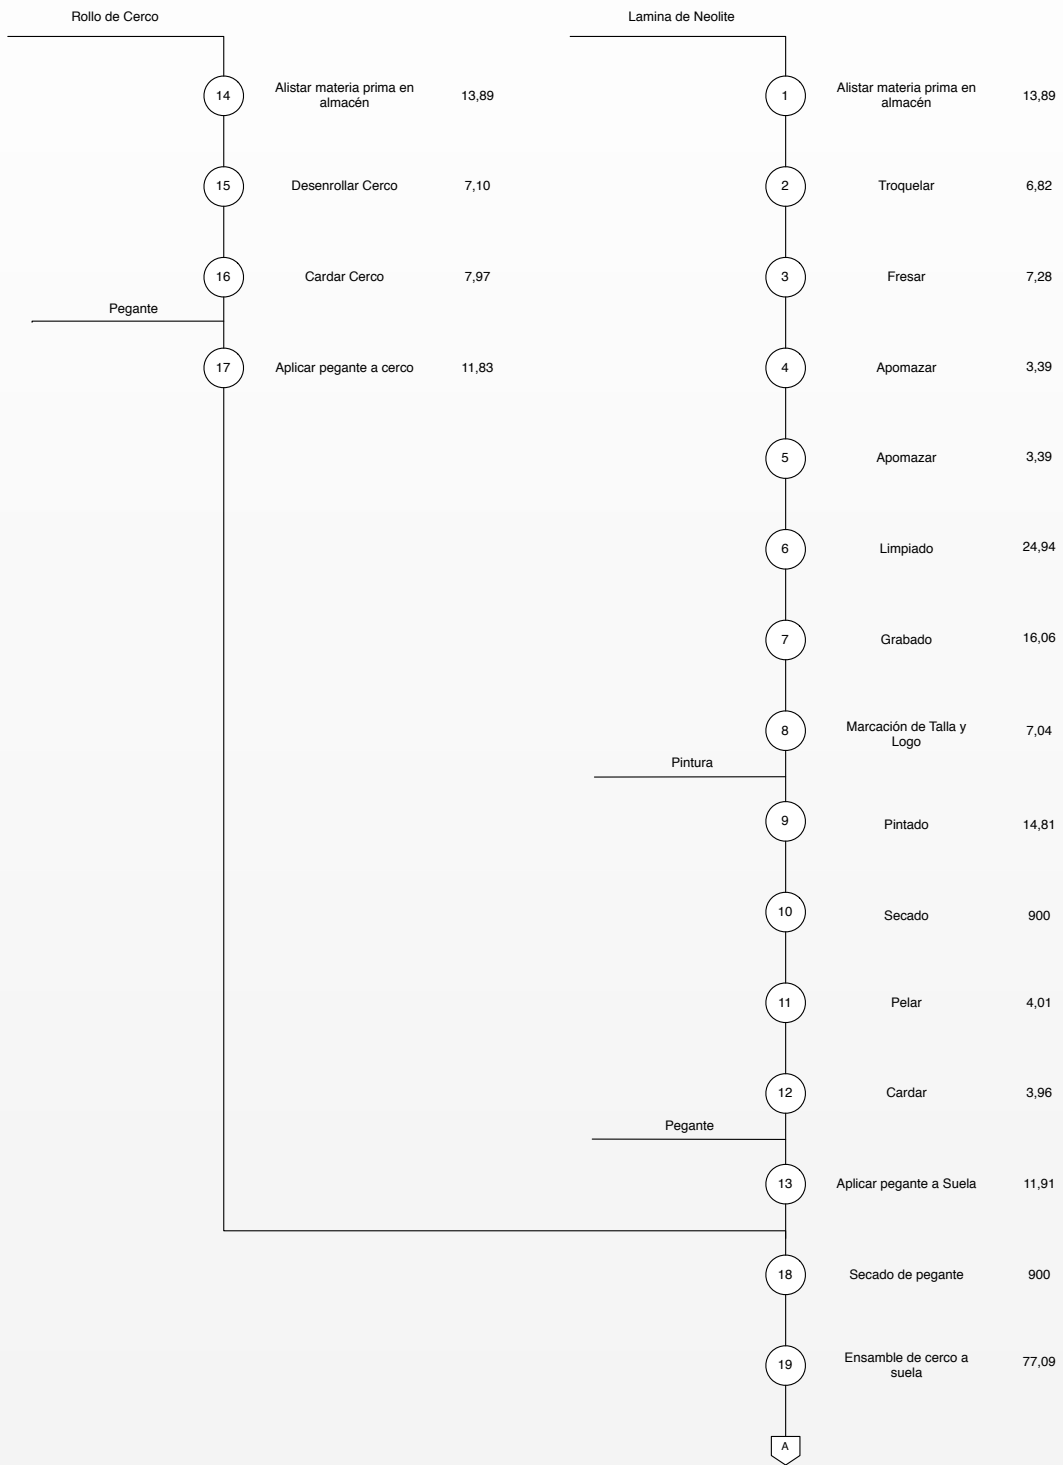 Rollo de Cerco
14
Alistar materia prima en
almacén
13,89
15
Desenrollar Cerco
7,10
16
Cardar Cerco
7,97
Pegante
17
Aplicar pegante a cerco
11,83
Lamina de Neolite
1
Alistar materia prima en
almacén
13,89
2
Troquelar
6,82
3
Fresar
7,28
4
Apomazar
3,39
5
Apomazar
3,39
6
Limpiado
24,94
7
Grabado
16,06
8
Marcación de Talla y
Logo
7,04
Pintura
9
Pintado
14,81
10
Secado
900
11
Pelar
4,01
12
Cardar
3,96
Pegante
13
Aplicar pegante a Suela
11,91
18
Secado de pegante
900
19
Ensamble de cerco a
suela
77,09
A